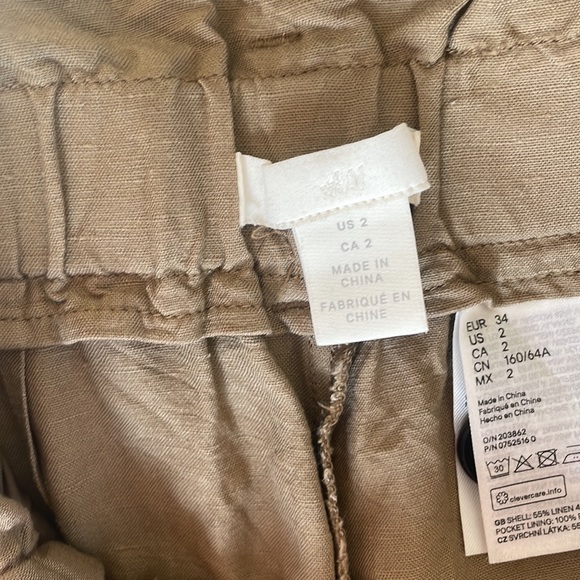 H&M
US 2
CA 2
MADE IN
CHINA
FABRIQUÉ EN
CHINE
EUR 34
US 2
CA 2
CN 160/64A
MX 2
Made in China
Fabriqué en Chine
Hecho en China
O/N 203862
P/N 0752516 0
30
clevercare.info
GB SHELL: 55% LINEN 4
POCKET LINING: 100%
CZ SVRCHNÍ LÁTKA: 55